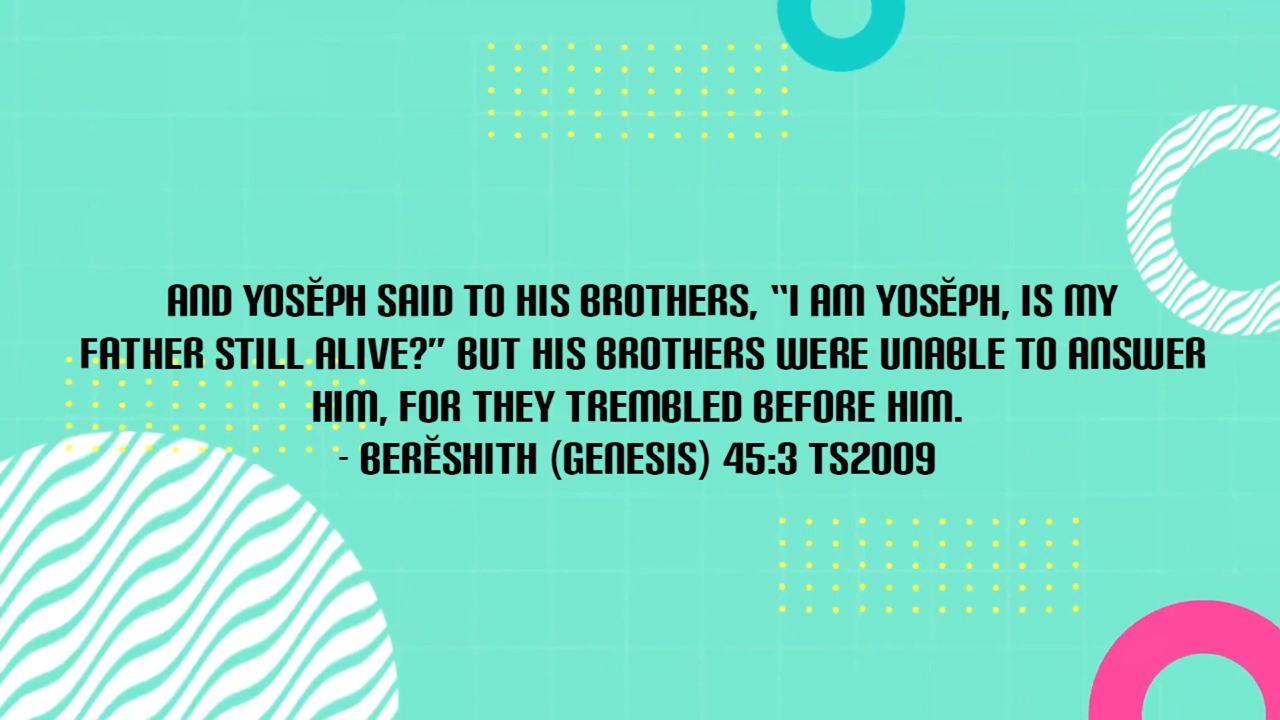 AND YOSĔPH SAID TO HIS BROTHERS, “I AM YOSĔPH, IS MY
FATHER STILL ALIVE?” BUT HIS BROTHERS WERE UNABLE TO ANSWER
HIM, FOR THEY TREMBLED BEFORE HIM.
- BERĔSHITH (GENESIS) 45:3 TS2009